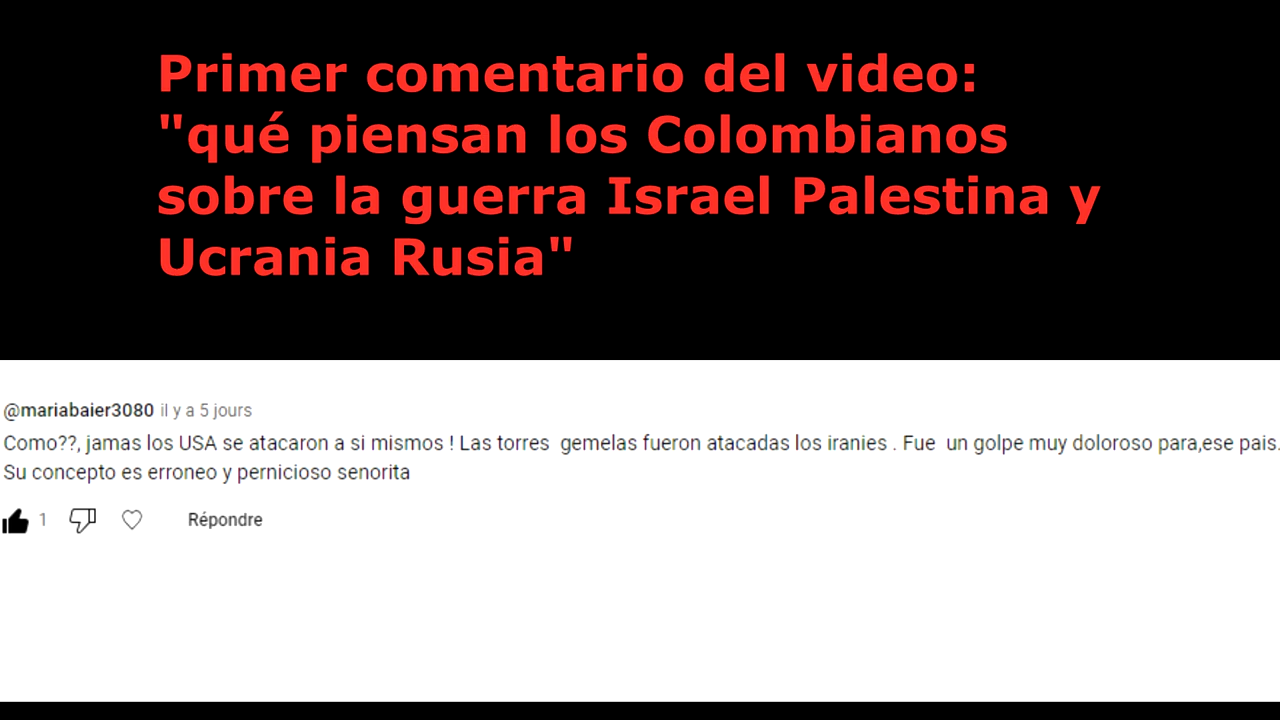 Primer comentario del video:
"qué piensan los Colombianos
sobre la guerra Israel Palestina y
Ucrania Rusia"
@mariabaier3080 il y a 5 jours
Como??, jamas los USA se atacaron a si mismos ! Las torres  gemelas fueron atacadas los iranies . Fue  un golpe muy doloroso para,ese pais.
Su concepto es erroneo y pernicioso senorita
1 Répondre